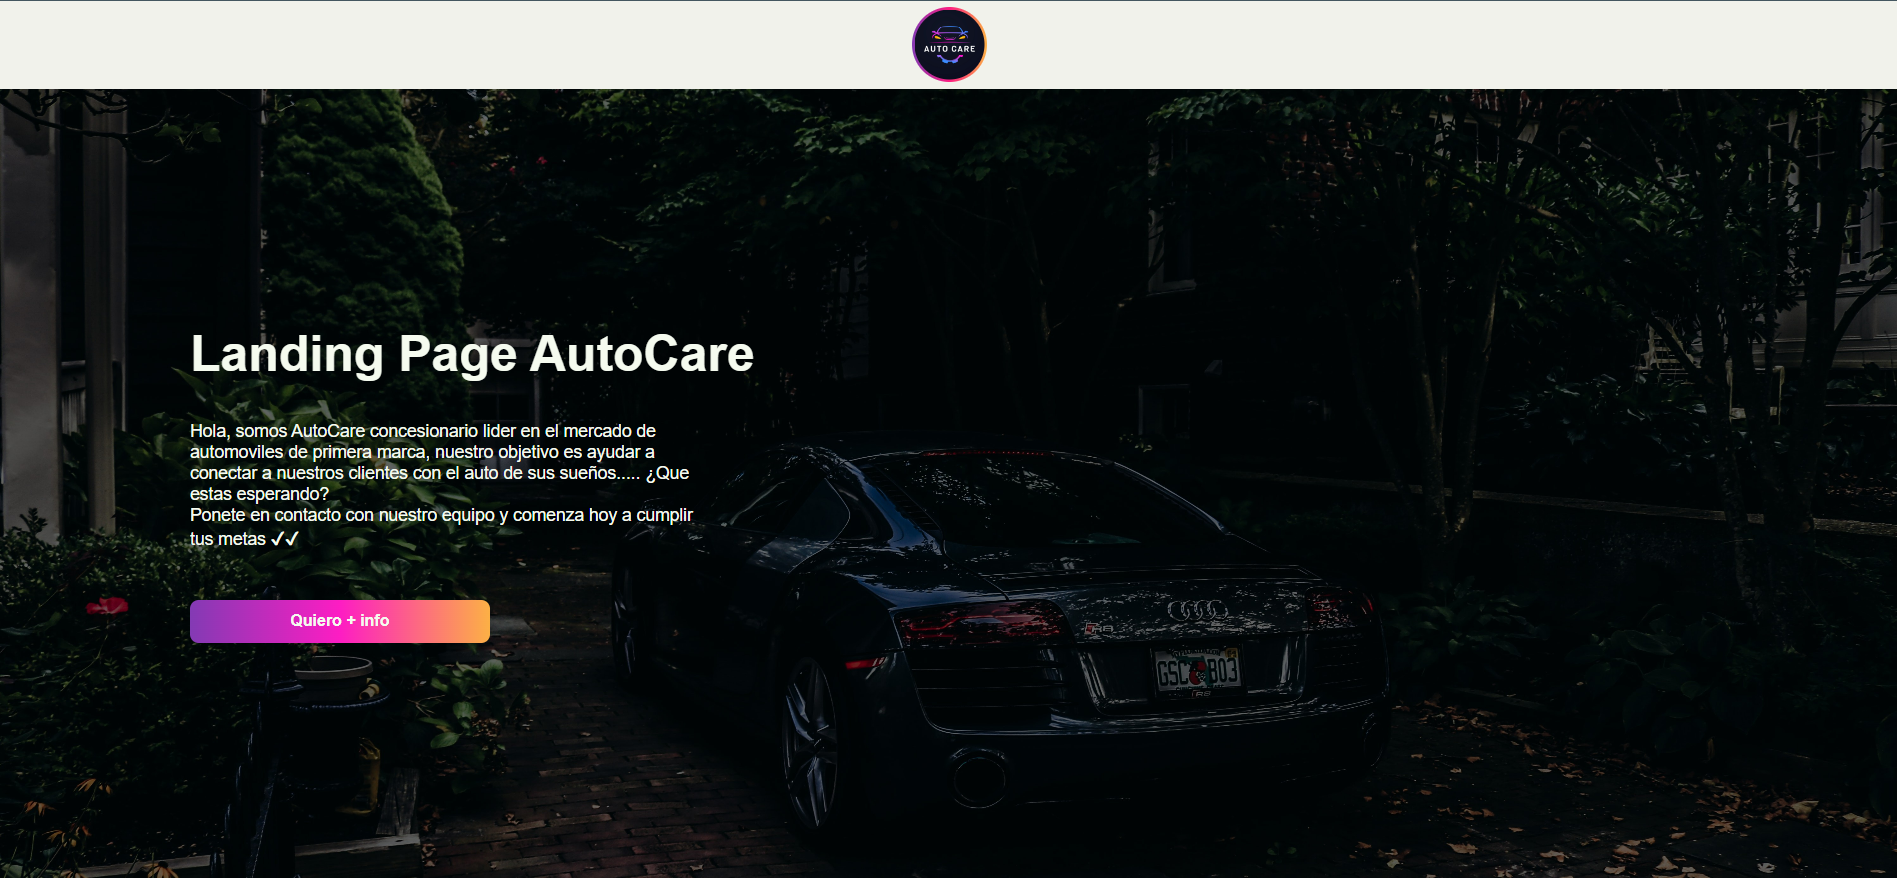 AUTO CARE
Landing Page AutoCare
Hola, somos AutoCare concesionario lider en el mercado de
automoviles de primera marca, nuestro objetivo es ayudar a
conectar a nuestros clientes con el auto de sus sueños..... ¿Que
estas esperando?
Ponete en contacto con nuestro equipo y comenza hoy a cumplir
tus metas ✓✓
Quiero + info
R8
GSC B03